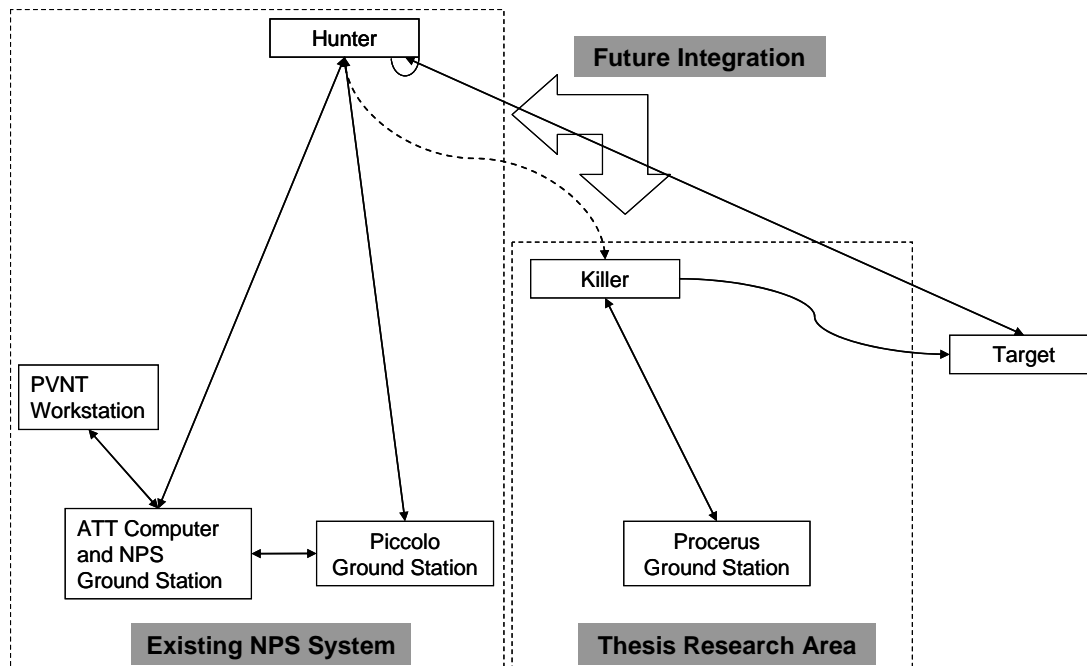 Hunter
Future Integration
Killer
Target
PVNT
Workstation
ATT Computer
and NPS
Ground Station
Piccolo
Ground Station
Procerus
Ground Station
Existing NPS System
Thesis Research Area